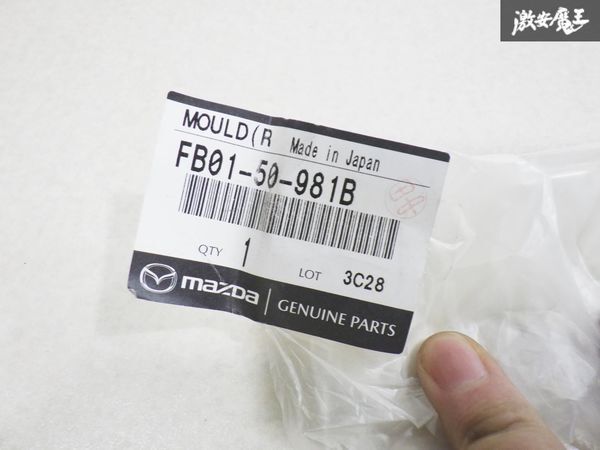 激安魔王
MOULD(R Made in Japan
FB01-50-981B
QTY 1 LOT 3C28
mazda GENUINE PARTS